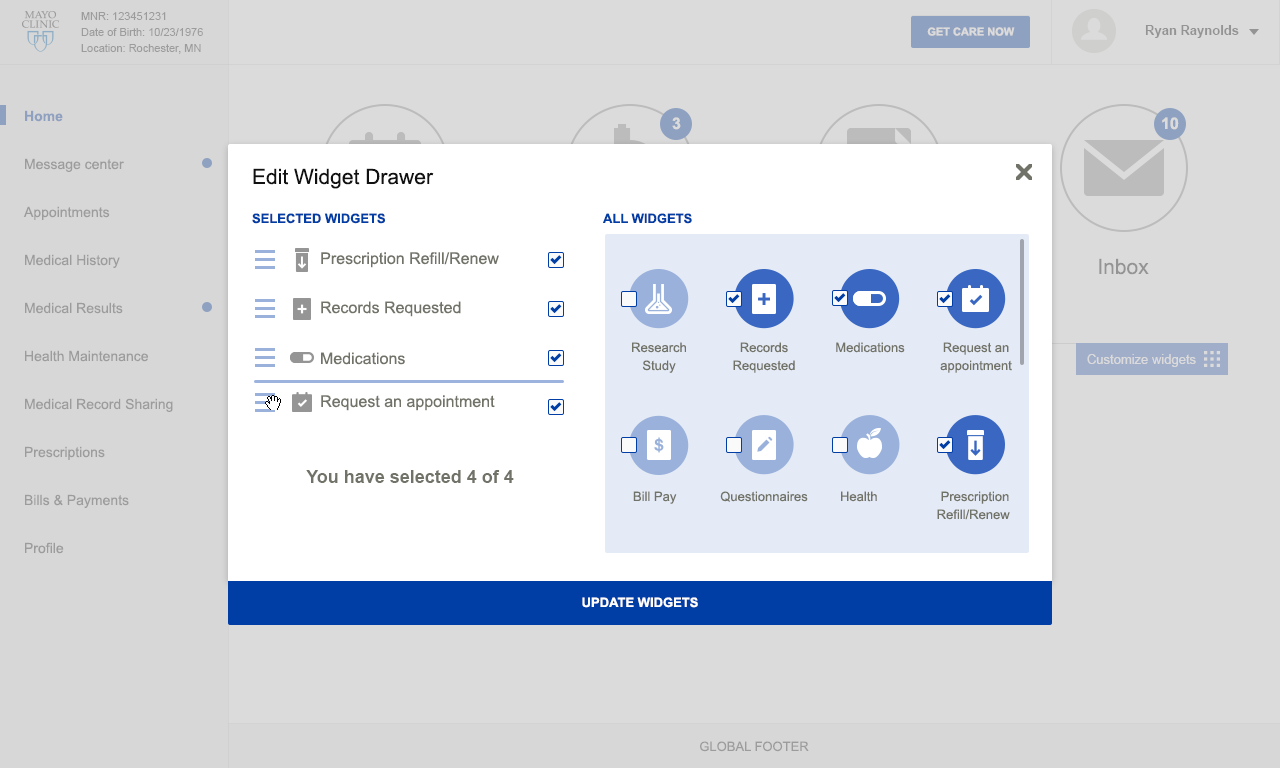 MAYO
CLINIC
MNR: 123451231
Date of Birth: 10/23/1976
Location: Rochester, MN
GET CARE NOW
Ryan Raynolds
Home
Message center
Appointments
Medical History
Medical Results
Health Maintenance
Medical Record Sharing
Prescriptions
Bills & Payments
Profile
3
10
Inbox
Customize widgets
Edit Widget Drawer
SELECTED WIDGETS
Prescription Refill/Renew
Records Requested
Medications
Request an appointment
You have selected 4 of 4
ALL WIDGETS
Research
Study
Records
Requested
Medications
Request an
appointment
$
Bill Pay
Questionnaires
Health
Prescription
Refill/Renew
UPDATE WIDGETS
GLOBAL FOOTER